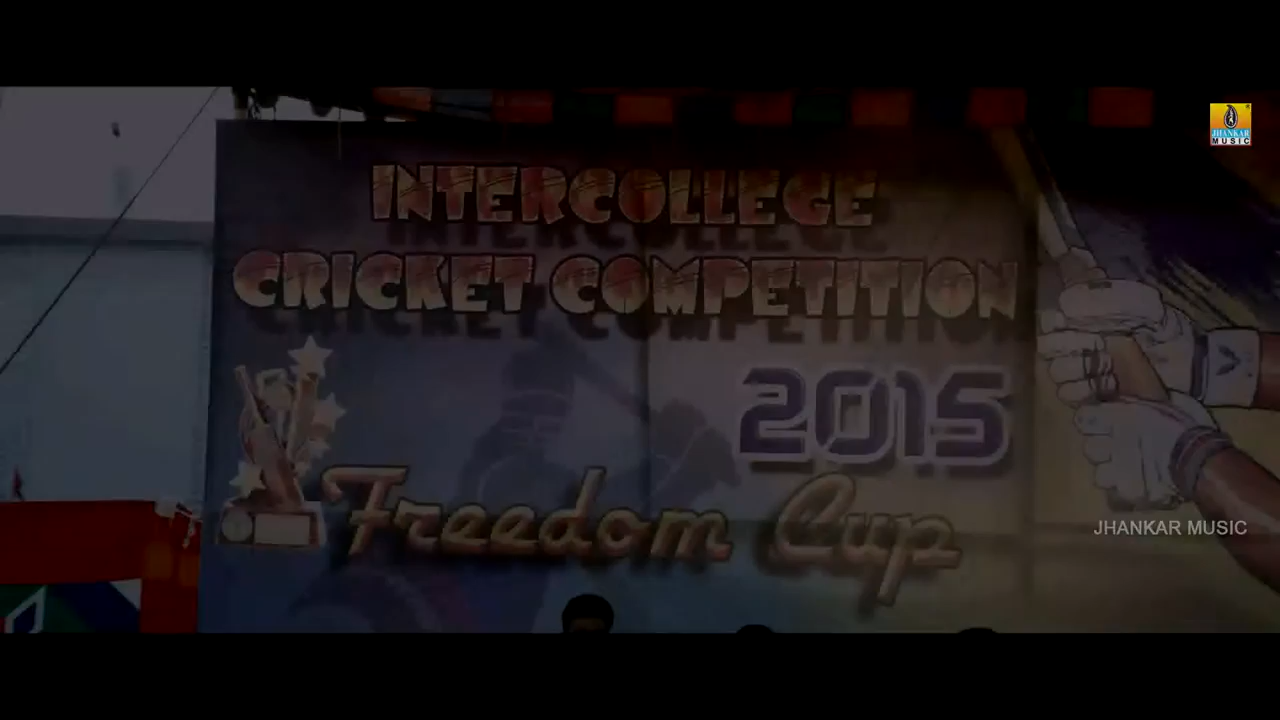 JHANKAR
MUSIC
INTERCOLLEGE
CRICKET COMPETITION
2015
Freedom Cup
JHANKAR MUSIC